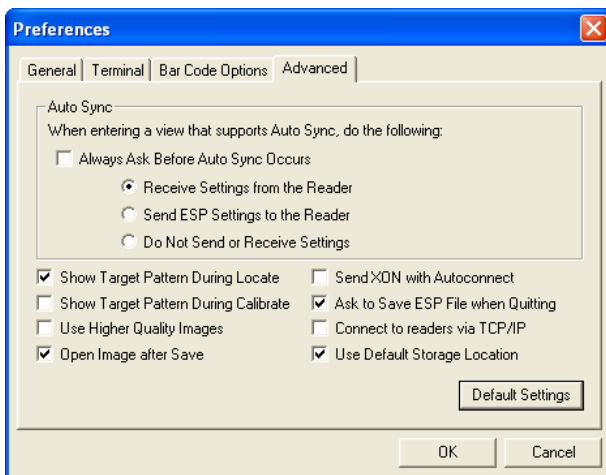 Preferences
General Terminal Bar Code Options Advanced
Auto Sync
When entering a view that supports Auto Sync, do the following:
Always Ask Before Auto Sync Occurs
Receive Settings from the Reader
Send ESP Settings to the Reader
Do Not Send or Receive Settings
Show Target Pattern During Locate
Show Target Pattern During Calibrate
Use Higher Quality Images
Open Image after Save
Send XON with Autoconnect
Ask to Save ESP File when Quitting
Connect to readers via TCP/IP
Use Default Storage Location
Default Settings
OK Cancel